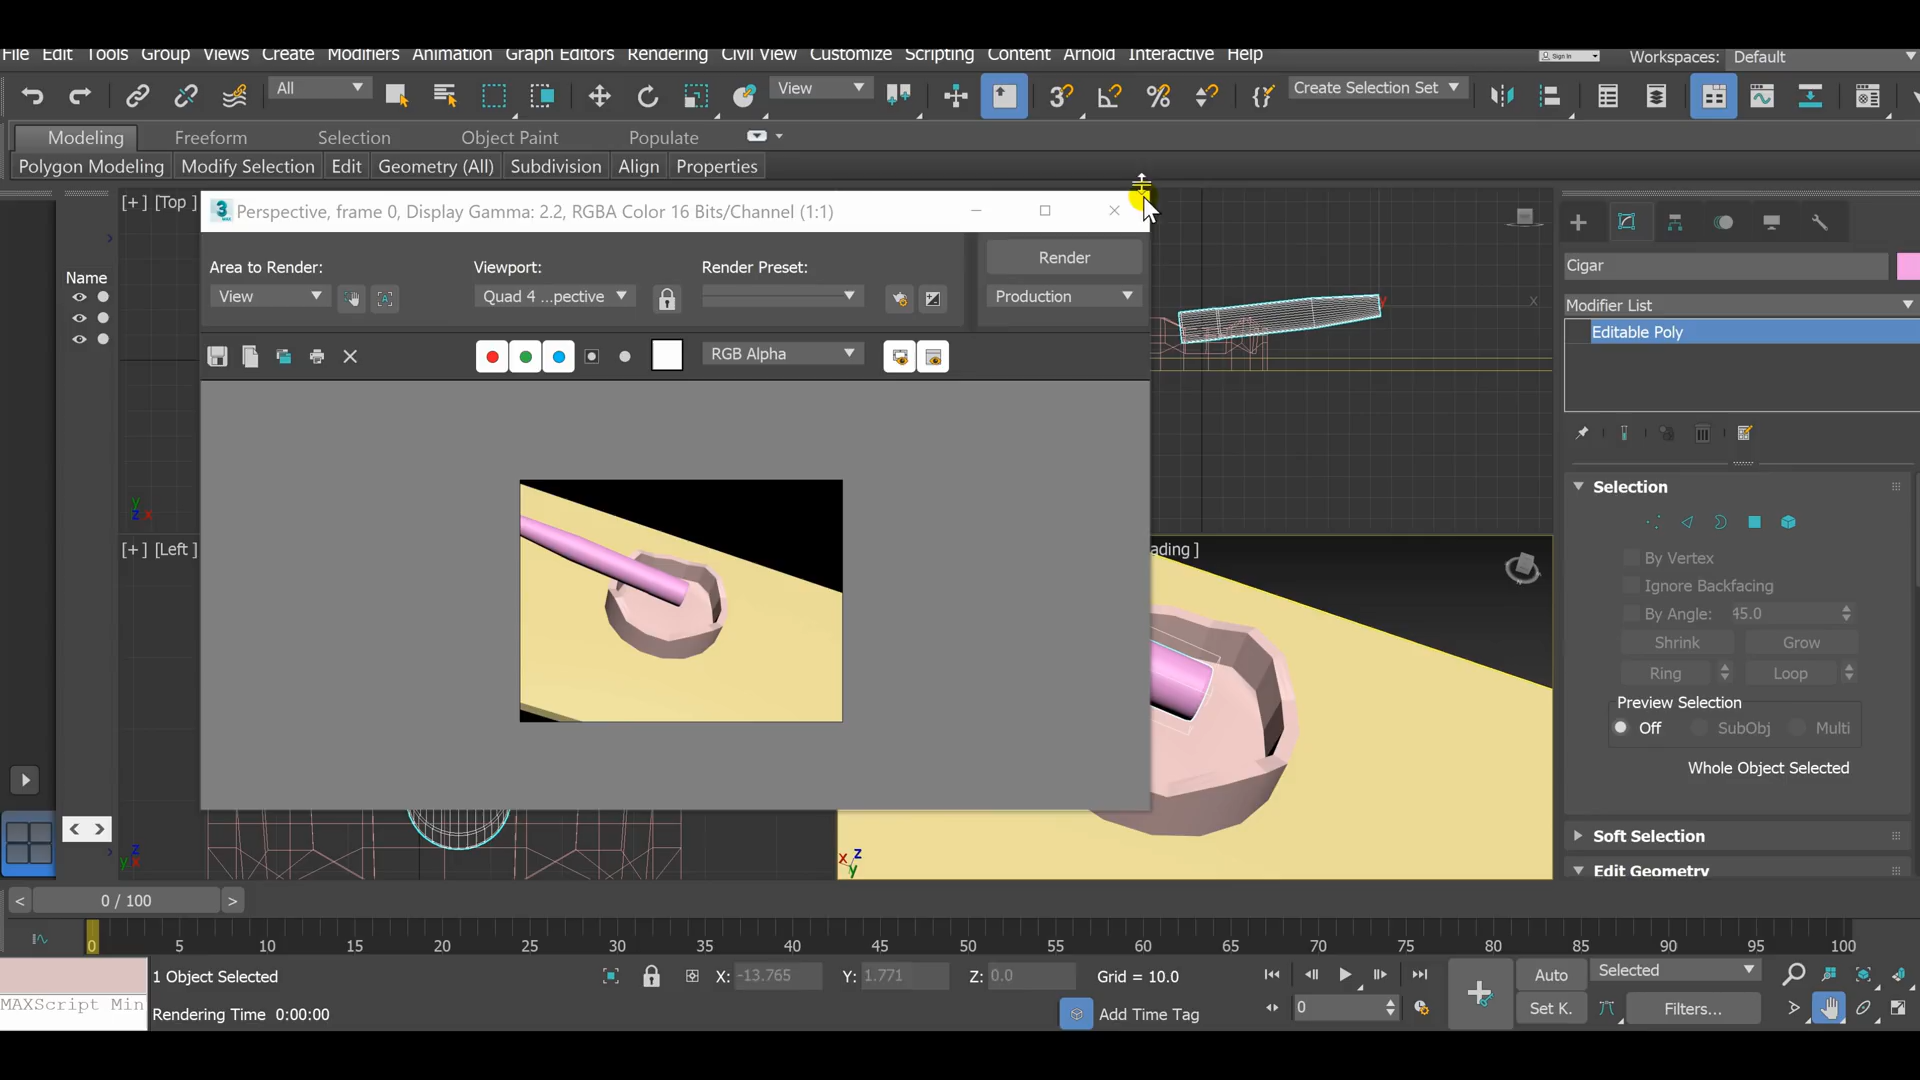 File Edit Tools Group Views Create Modifiers Animation Graph Editors Rendering Civil View Customize Scripting Content Arnold Interactive Help
Sign In Workspaces: Default
All View Create Selection Set
Modeling Freeform Selection Object Paint Populate
Polygon Modeling Modify Selection Edit Geometry (All) Subdivision Align Properties
[+] [Top ]
Perspective, frame 0, Display Gamma: 2.2, RGBA Color 16 Bits/Channel (1:1)
Area to Render: Viewport: Render Preset: Render
View Quad 4 ...pective Production
RGB Alpha
Name
[+] [Left ]
ading ]
Cigar
Modifier List
Editable Poly
Selection
By Vertex
Ignore Backfacing
By Angle: 45.0
Shrink Grow
Ring Loop
Preview Selection
Off SubObj Multi
Whole Object Selected
Soft Selection
Edit Geometry
0 / 100
0 5 10 15 20 25 30 35 40 45 50 55 60 65 70 75 80 85 90 95 100
1 Object Selected X: -13.765 Y: 1.771 Z: 0.0 Grid = 10.0 Auto Selected
MAXScript Min Rendering Time 0:00:00 Add Time Tag 0 Set K. Filters...